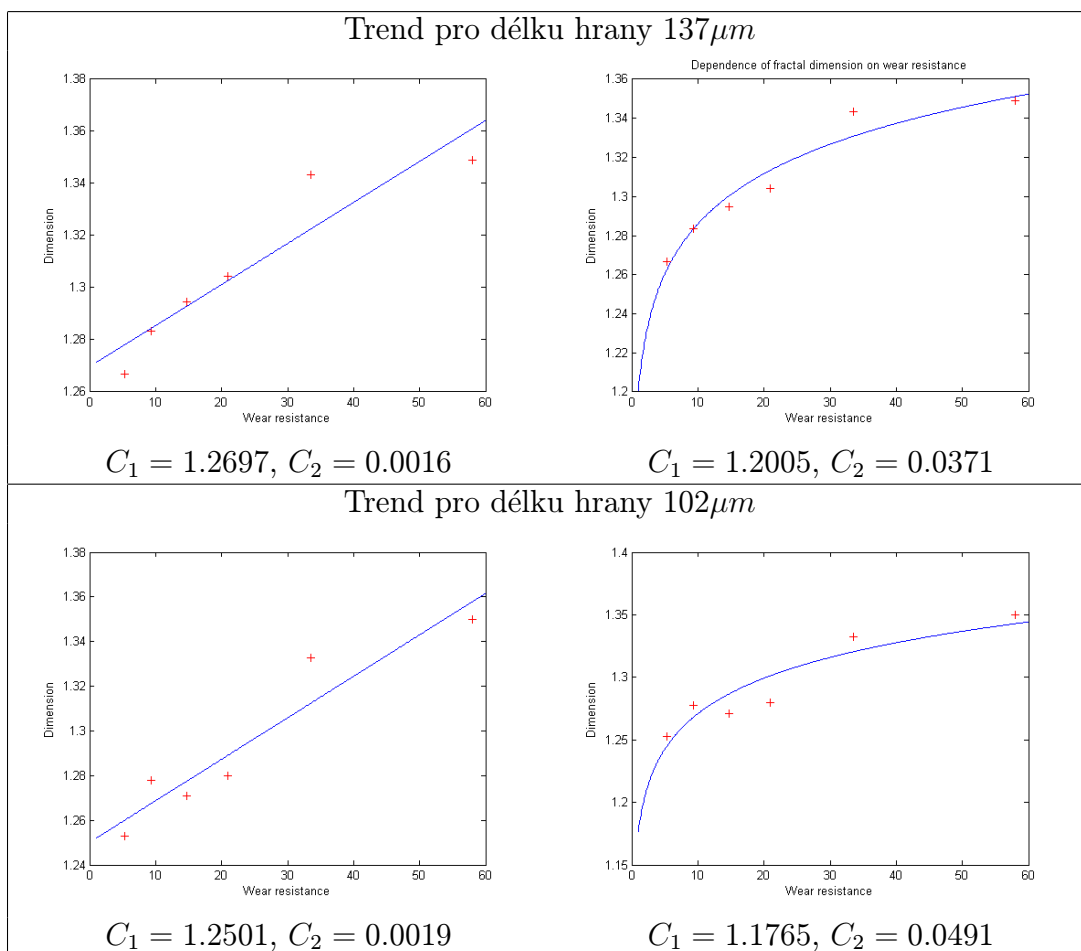 Trend pro délku hrany 137μm
Dependence of fractal dimension on wear resistance
1.38
1.36
1.34
1.32
1.3
1.28
1.26
Dimension
0 10 20 30 40 50 60
Wear resistance
1.36
1.34
1.32
1.3
1.28
1.26
1.24
1.22
1.2
Dimension
0 10 20 30 40 50 60
Wear resistance
C₁ = 1.2697, C₂ = 0.0016
C₁ = 1.2005, C₂ = 0.0371
Trend pro délku hrany 102μm
1.38
1.36
1.34
1.32
1.3
1.28
1.26
1.24
Dimension
0 10 20 30 40 50 60
Wear resistance
1.4
1.35
1.3
1.25
1.2
1.15
Dimension
0 10 20 30 40 50 60
Wear resistance
C₁ = 1.2501, C₂ = 0.0019
C₁ = 1.1765, C₂ = 0.0491